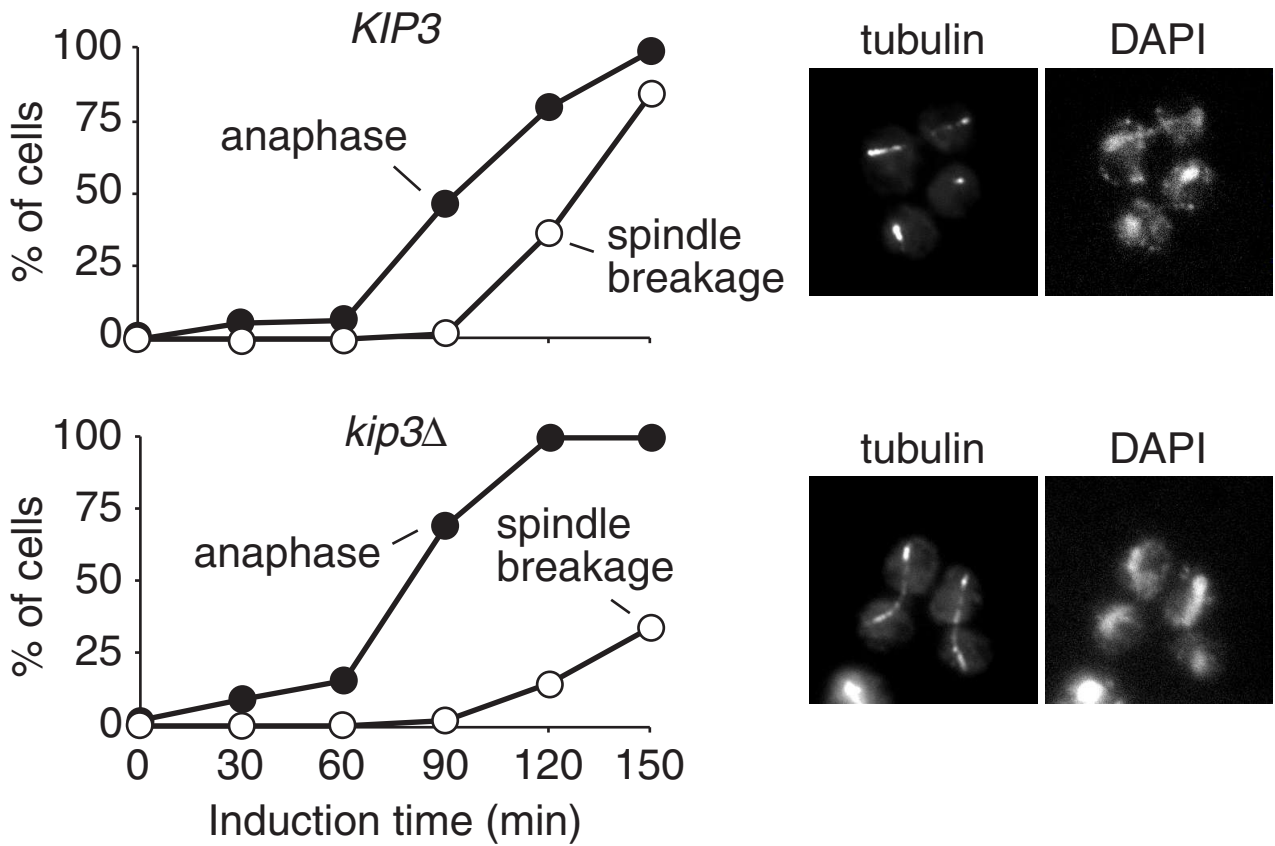 KIP3
tubulin
DAPI
% of cells
100
75
50
25
0
anaphase
spindle
breakage
kip3Δ
tubulin
DAPI
% of cells
100
75
50
25
0
anaphase
spindle
breakage
0 30 60 90 120 150
Induction time (min)